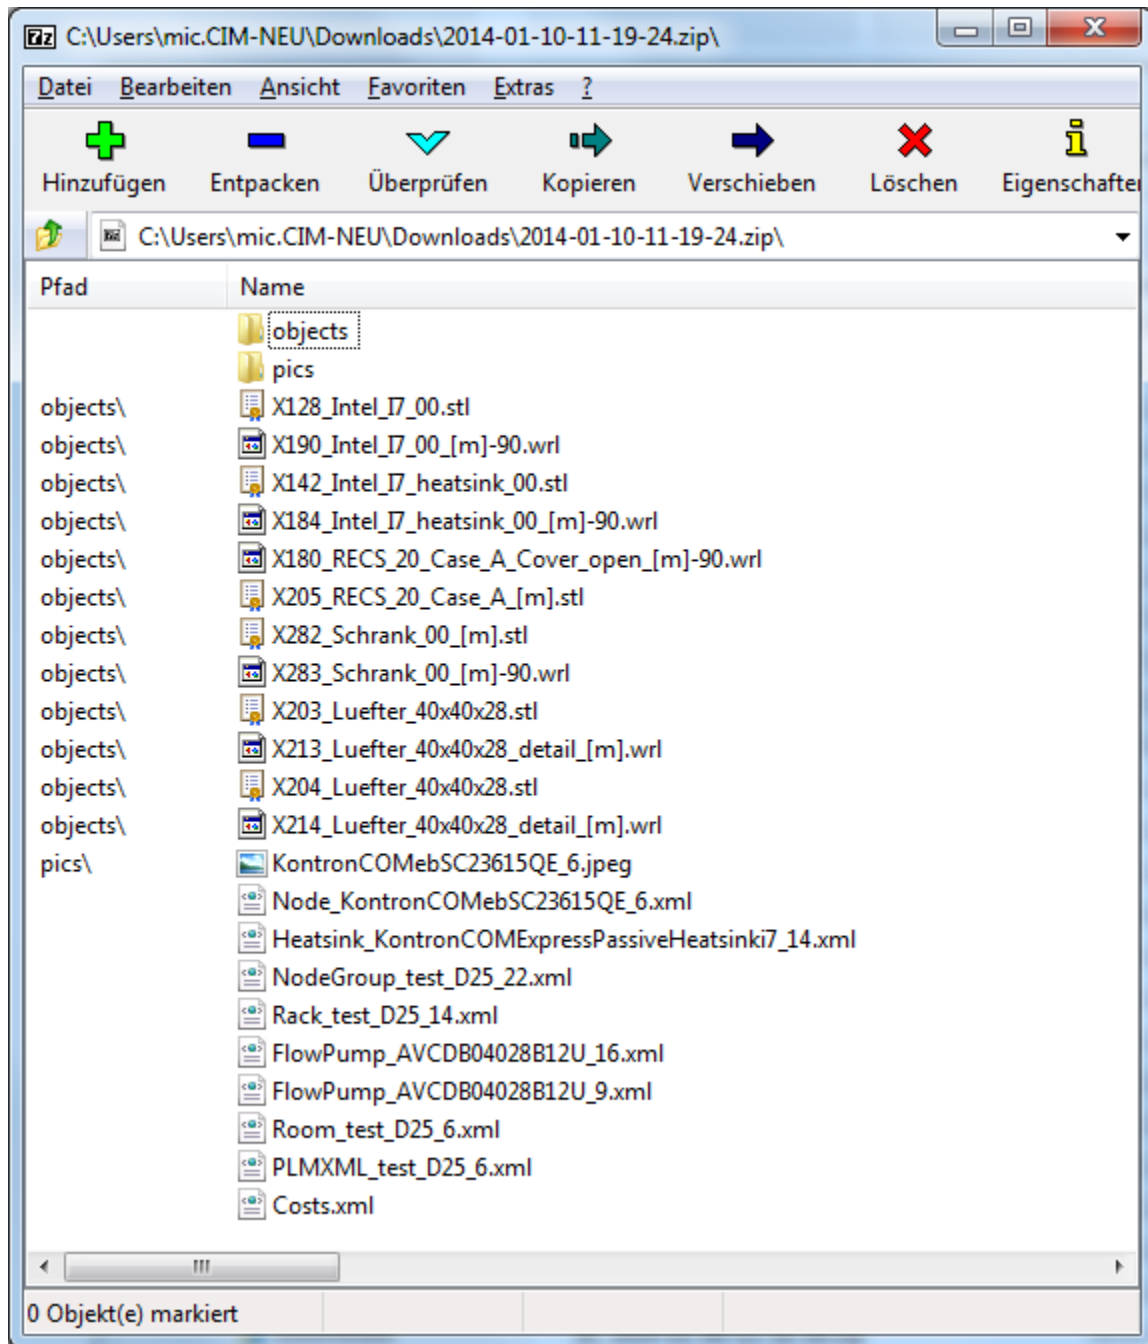 7z C:\Users\mic.CIM-NEU\Downloads\2014-01-10-11-19-24.zip\
Datei Bearbeiten Ansicht Favoriten Extras ?
Hinzufügen Entpacken Überprüfen Kopieren Verschieben Löschen Eigenschafte
C:\Users\mic.CIM-NEU\Downloads\2014-01-10-11-19-24.zip\
Pfad Name
objects
pics
objects\ X128_Intel_I7_00.stl
objects\ X190_Intel_I7_00_[m]-90.wrl
objects\ X142_Intel_I7_heatsink_00.stl
objects\ X184_Intel_I7_heatsink_00_[m]-90.wrl
objects\ X180_RECS_20_Case_A_Cover_open_[m]-90.wrl
objects\ X205_RECS_20_Case_A_[m].stl
objects\ X282_Schrank_00_[m].stl
objects\ X283_Schrank_00_[m]-90.wrl
objects\ X203_Luefter_40x40x28.stl
objects\ X213_Luefter_40x40x28_detail_[m].wrl
objects\ X204_Luefter_40x40x28.stl
objects\ X214_Luefter_40x40x28_detail_[m].wrl
pics\ KontronCOMebSC23615QE_6.jpeg
Node_KontronCOMebSC23615QE_6.xml
Heatsink_KontronCOMExpressPassiveHeatsinki7_14.xml
NodeGroup_test_D25_22.xml
Rack_test_D25_14.xml
FlowPump_AVCDB04028B12U_16.xml
FlowPump_AVCDB04028B12U_9.xml
Room_test_D25_6.xml
PLMXML_test_D25_6.xml
Costs.xml
0 Objekt(e) markiert